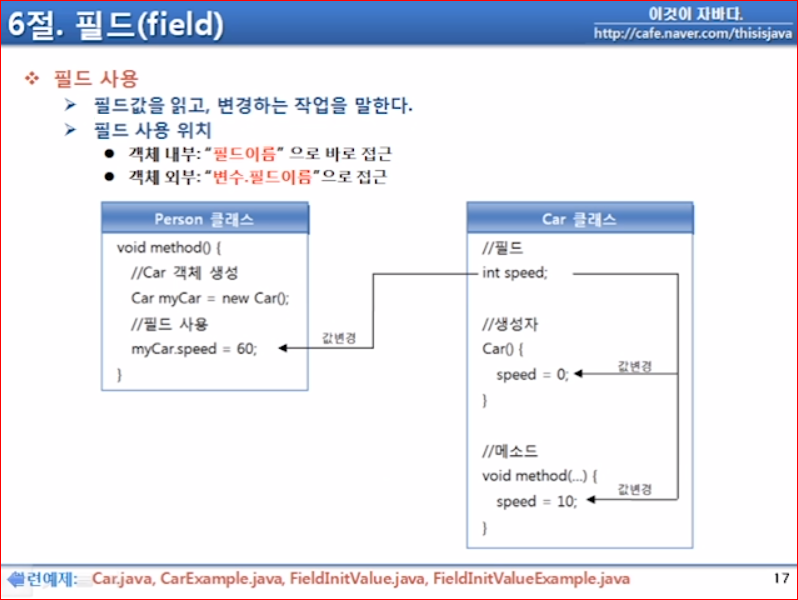 6절. 필드(field)
이것이 자바다.
http://cafe.naver.com/thisisjava
필드 사용
필드값을 읽고, 변경하는 작업을 말한다.
필드 사용 위치
객체 내부: “필드이름” 으로 바로 접근
객체 외부: “변수.필드이름”으로 접근
Person 클래스
void method() {
//Car 객체 생성
Car myCar = new Car();
//필드 사용
myCar.speed = 60;
}
값변경
Car 클래스
//필드
int speed;
//생성자
Car() {
speed = 0;
값변경
}
//메소드
void method(...) {
speed = 10;
값변경
}
련예제: Car.java, CarExample.java, FieldInitValue.java, FieldInitValueExample.java
17